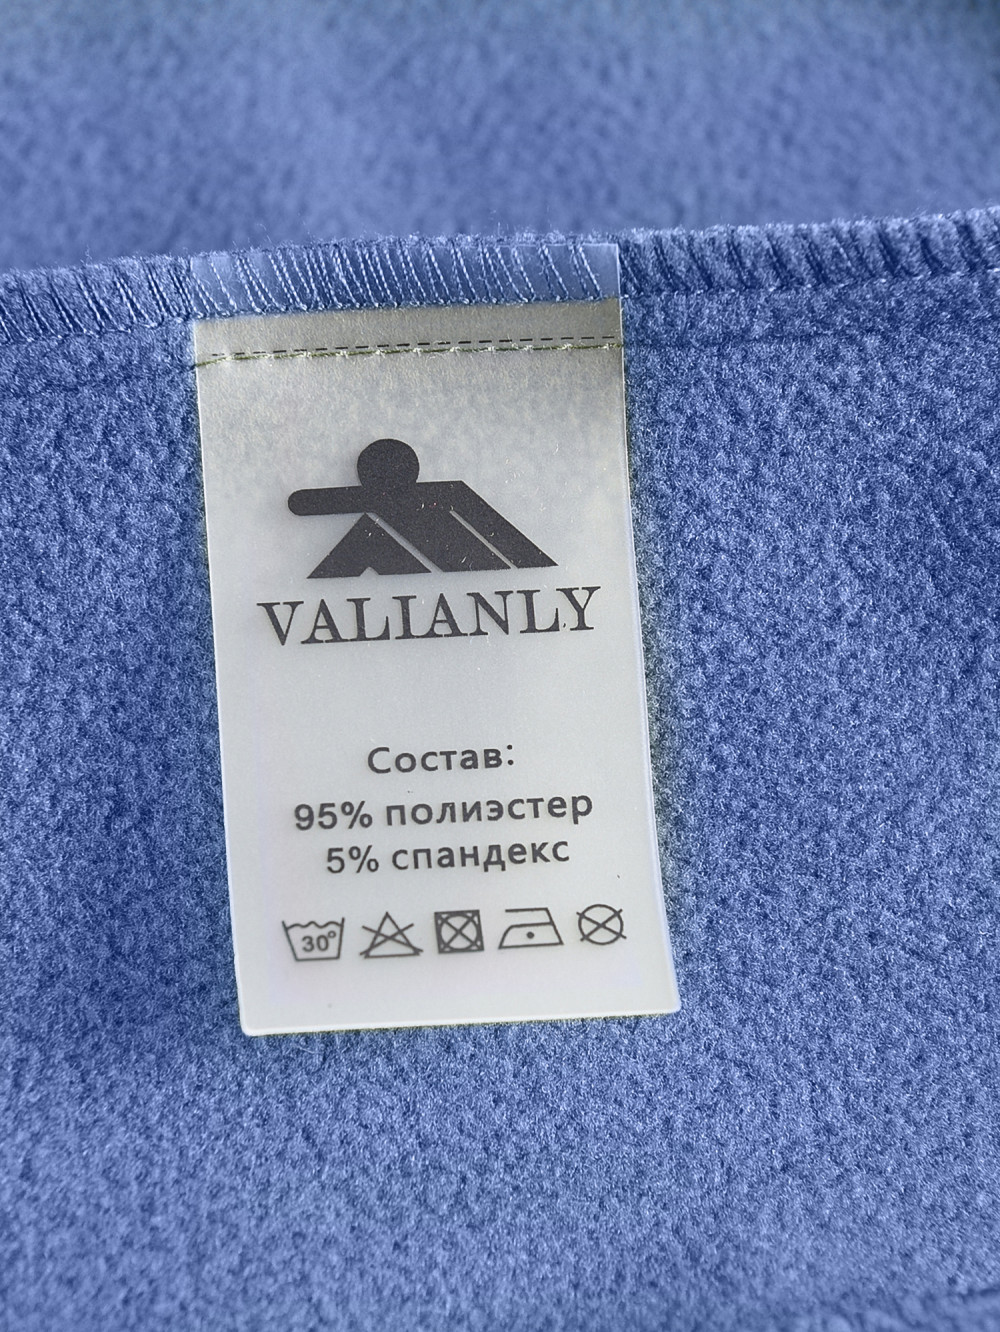 VALIANLY
Состав:
95% полиэстер
5% спандекс
30°